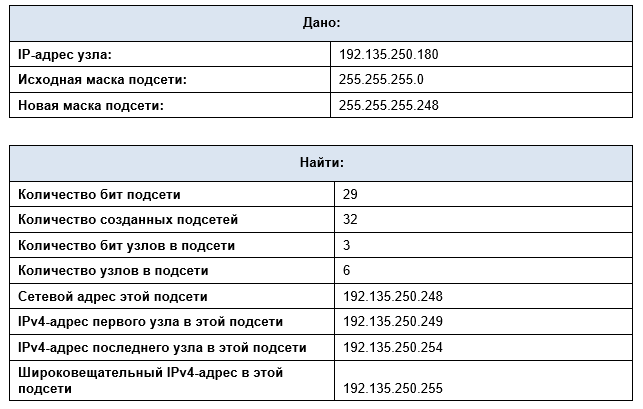 Дано:
IP-адрес узла: 192.135.250.180
Исходная маска подсети: 255.255.255.0
Новая маска подсети: 255.255.255.248
Найти:
Количество бит подсети 29
Количество созданных подсетей 32
Количество бит узлов в подсети 3
Количество узлов в подсети 6
Сетевой адрес этой подсети 192.135.250.248
IPv4-адрес первого узла в этой подсети 192.135.250.249
IPv4-адрес последнего узла в этой подсети 192.135.250.254
Широковещательный IPv4-адрес в этой
подсети 192.135.250.255